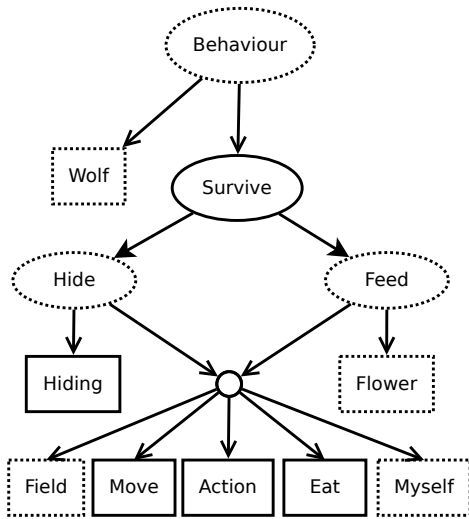 Behaviour
Wolf
Survive
Hide
Feed
Hiding
Flower
Field
Move
Action
Eat
Myself